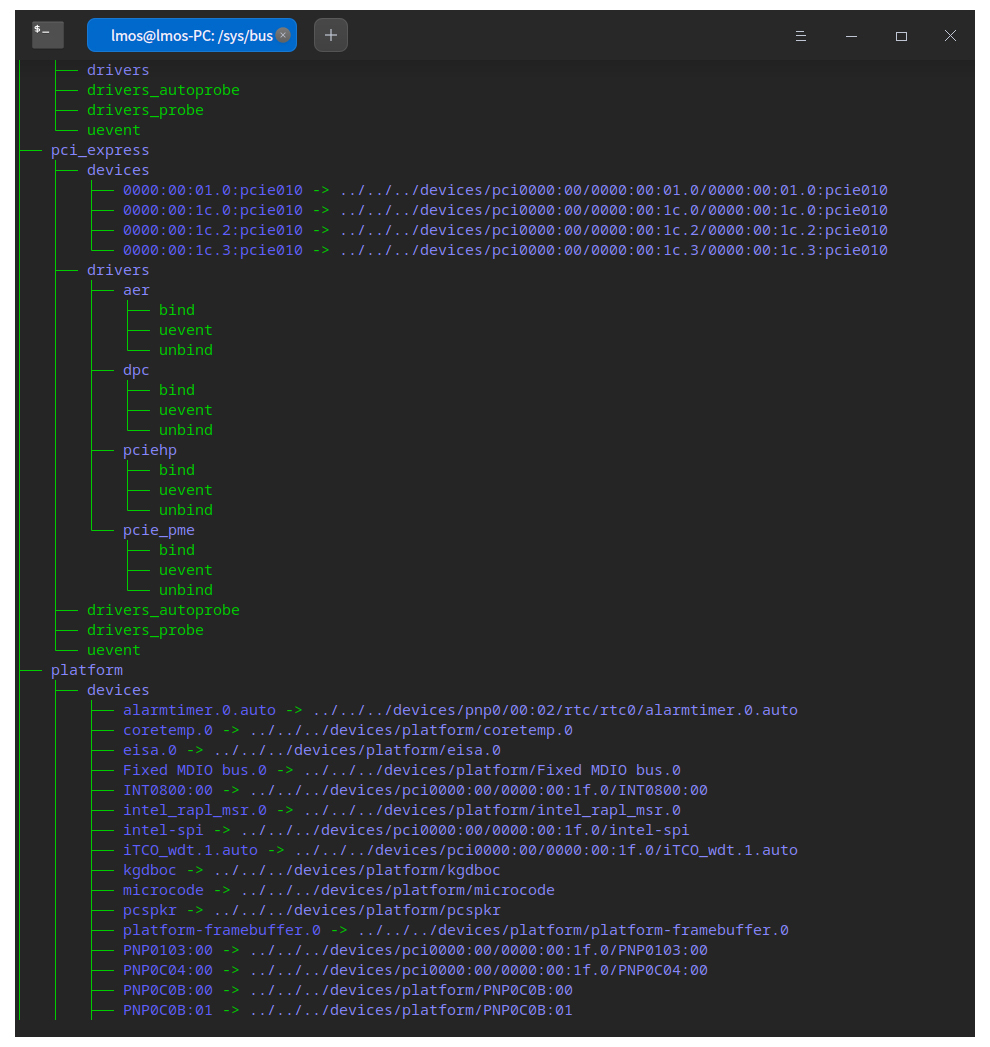 $_
lmos@lmos-PC: /sys/bus
├── drivers
├── drivers_autoprobe
├── drivers_probe
└── uevent
├── pci_express
├── devices
├── 0000:00:01.0:pcie010 -> ../../../devices/pci0000:00/0000:00:01.0/0000:00:01.0:pcie010
├── 0000:00:1c.0:pcie010 -> ../../../devices/pci0000:00/0000:00:1c.0/0000:00:1c.0:pcie010
├── 0000:00:1c.2:pcie010 -> ../../../devices/pci0000:00/0000:00:1c.2/0000:00:1c.2:pcie010
└── 0000:00:1c.3:pcie010 -> ../../../devices/pci0000:00/0000:00:1c.3/0000:00:1c.3:pcie010
├── drivers
├── aer
├── bind
├── uevent
└── unbind
├── dpc
├── bind
├── uevent
└── unbind
├── pciehp
├── bind
├── uevent
└── unbind
└── pcie_pme
├── bind
├── uevent
└── unbind
├── drivers_autoprobe
├── drivers_probe
└── uevent
├── platform
├── devices
├── alarmtimer.0.auto -> ../../../devices/pnp0/00:02/rtc/rtc0/alarmtimer.0.auto
├── coretemp.0 -> ../../../devices/platform/coretemp.0
├── eisa.0 -> ../../../devices/platform/eisa.0
├── Fixed MDIO bus.0 -> ../../../devices/platform/Fixed MDIO bus.0
├── INT0800:00 -> ../../../devices/pci0000:00/0000:00:1f.0/INT0800:00
├── intel_rapl_msr.0 -> ../../../devices/platform/intel_rapl_msr.0
├── intel-spi -> ../../../devices/pci0000:00/0000:00:1f.0/intel-spi
├── iTCO_wdt.1.auto -> ../../../devices/pci0000:00/0000:00:1f.0/iTCO_wdt.1.auto
├── kgdboc -> ../../../devices/platform/kgdboc
├── microcode -> ../../../devices/platform/microcode
├── pcspkr -> ../../../devices/platform/pcspkr
├── platform-framebuffer.0 -> ../../../devices/platform/platform-framebuffer.0
├── PNP0103:00 -> ../../../devices/pci0000:00/0000:00:1f.0/PNP0103:00
├── PNP0C04:00 -> ../../../devices/pci0000:00/0000:00:1f.0/PNP0C04:00
├── PNP0C0B:00 -> ../../../devices/platform/PNP0C0B:00
├── PNP0C0B:01 -> ../../../devices/platform/PNP0C0B:01